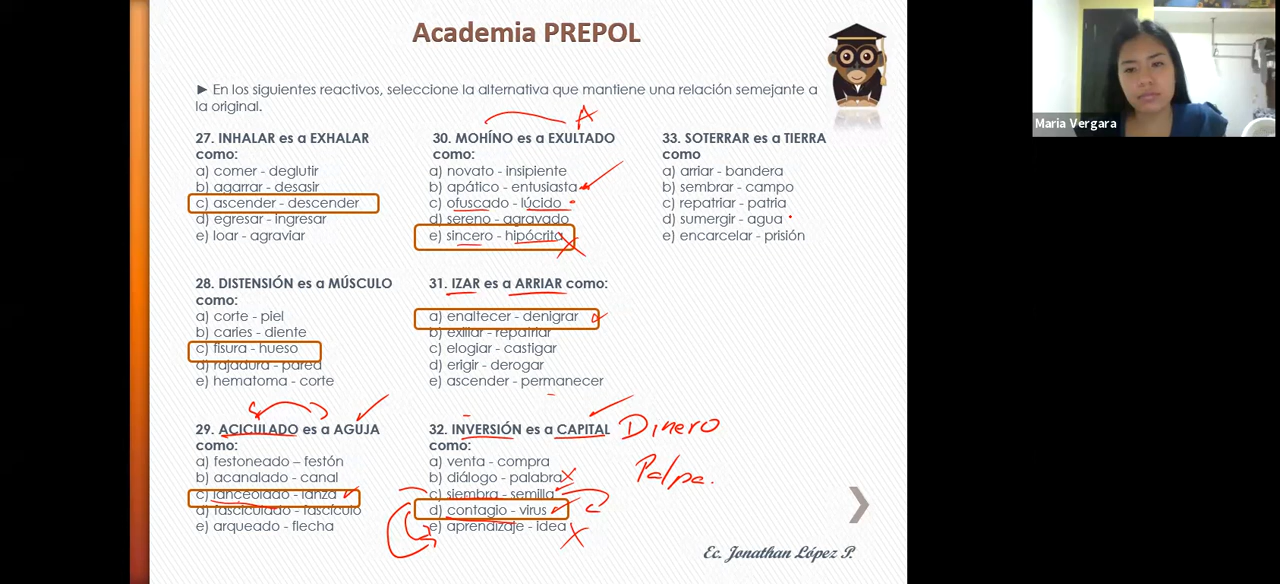 Academia PREPOL
► En los siguientes reactivos, seleccione la alternativa que mantiene una relación semejante a
la original.
27. INHALAR es a EXHALAR
como:
a) comer - deglutir
b) agarrar - desasir
c) ascender - descender
d) egresar - ingresar
e) loar - agraviar
28. DISTENSIÓN es a MÚSCULO
como:
a) corte - piel
b) caries - diente
c) fisura - hueso
d) rajadura - pared
e) hematoma - corte
29. ACICULADO es a AGUJA
como:
a) festoneado – festón
b) acanalado - canal
c) lanceolado - lanza
d) fasciculado - fascículo
e) arqueado - flecha
A
30. MOHÍNO es a EXULTADO
como:
a) novato - insipiente
b) apático - entusiasta
c) ofuscado - lúcido
d) sereno - agravado
e) sincero - hipócrita
31. IZAR es a ARRIAR como:
a) enaltecer - denigrar
b) exiliar - repatriar
c) elogiar - castigar
d) erigir - derogar
e) ascender - permanecer
32. INVERSIÓN es a CAPITAL
como:
a) venta - compra
b) diálogo - palabra
c) siembra - semilla
d) contagio - virus
e) aprendizaje - idea
Dinero
33. SOTERRAR es a TIERRA
como
a) arriar - bandera
b) sembrar - campo
c) repatriar - patria
d) sumergir - agua
e) encarcelar - prisión
Ec. Jonathan López P.
Maria Vergara